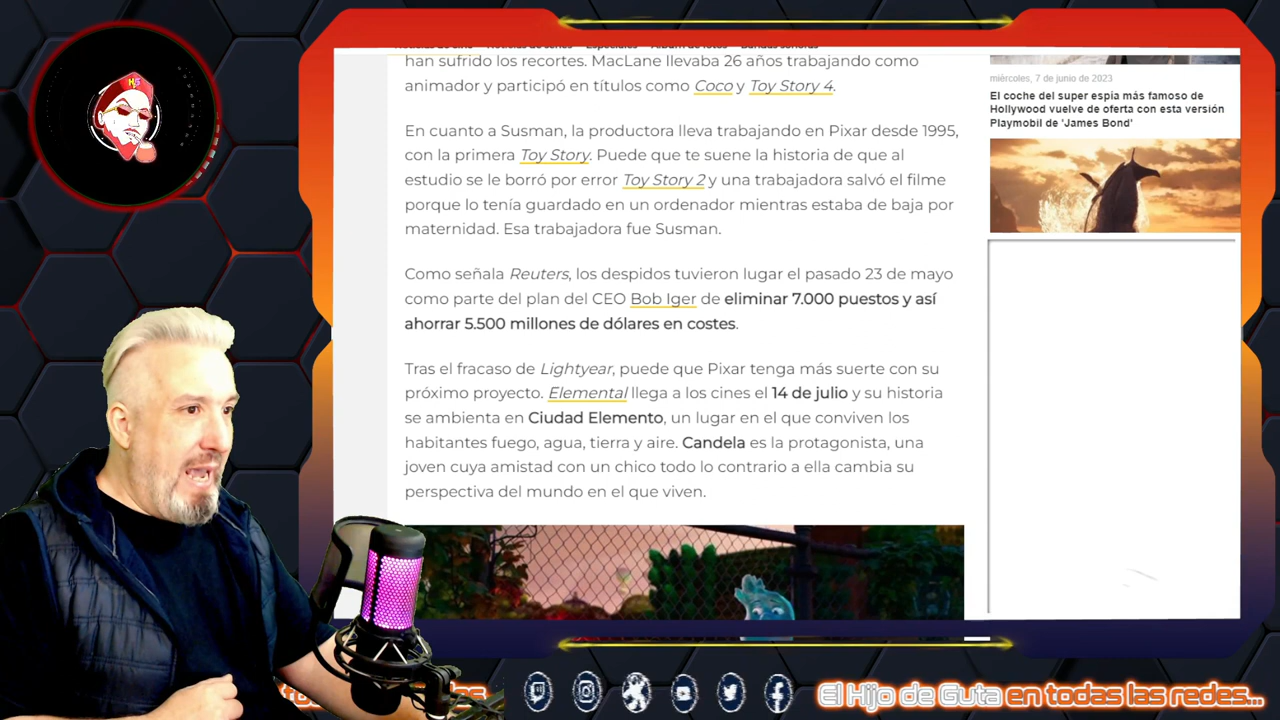 han sufrido los recortes. MacLane llevaba 26 años trabajando como
animador y participó en títulos como Coco y Toy Story 4.
En cuanto a Susman, la productora lleva trabajando en Pixar desde 1995,
con la primera Toy Story. Puede que te suene la historia de que al
estudio se le borró por error Toy Story 2 y una trabajadora salvó el filme
porque lo tenía guardado en un ordenador mientras estaba de baja por
maternidad. Esa trabajadora fue Susman.
Como señala Reuters, los despidos tuvieron lugar el pasado 23 de mayo
como parte del plan del CEO Bob Iger de eliminar 7.000 puestos y así
ahorrar 5.500 millones de dólares en costes.
Tras el fracaso de Lightyear, puede que Pixar tenga más suerte con su
próximo proyecto. Elemental llega a los cines el 14 de julio y su historia
se ambienta en Ciudad Elemento, un lugar en el que conviven los
habitantes fuego, agua, tierra y aire. Candela es la protagonista, una
joven cuya amistad con un chico todo lo contrario a ella cambia su
perspectiva del mundo en el que viven.
miércoles, 7 de junio de 2023
El coche del super espía más famoso de
Hollywood vuelve de oferta con esta versión
Playmobil de 'James Bond'
El Hijo de Guta en todas las redes...